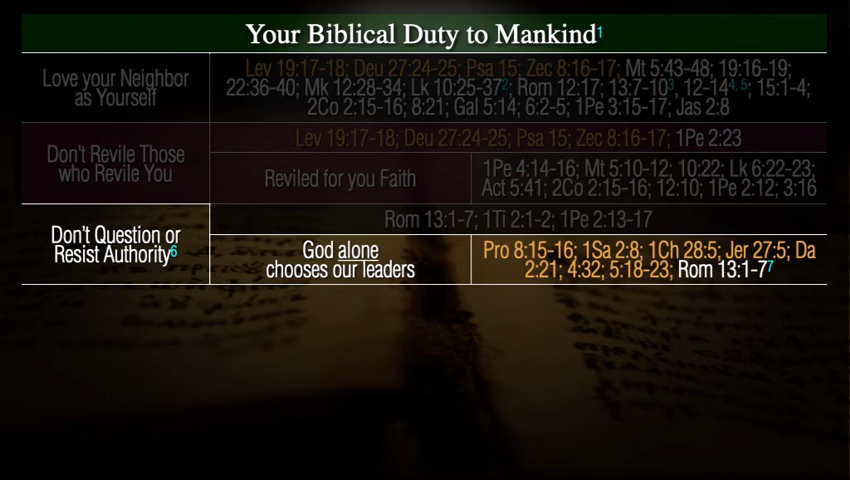 Your Biblical Duty to Mankind1
Love your Neighbor
as Yourself
Lev 19:17-18; Deu 27:24-25; Psa 15; Zec 8:16-17; Mt 5:43-48; 19:16-19;
22:36-40; Mk 12:28-34; Lk 10:25-372; Rom 12:17; 13:7-103, 12-144, 5; 15:1-4;
2Co 2:15-16; 8:21; Gal 5:14; 6:2-5; 1Pe 3:15-17; Jas 2:8
Don't Revile Those
who Revile You
Lev 19:17-18; Deu 27:24-25; Psa 15; Zec 8:16-17; 1Pe 2:23
Reviled for you Faith
1Pe 4:14-16; Mt 5:10-12; 10:22; Lk 6:22-23;
Act 5:41; 2Co 2:15-16; 12:10; 1Pe 2:12; 3:16
Don't Question or
Resist Authority6
Rom 13:1-7; 1Ti 2:1-2; 1Pe 2:13-17
God alone
chooses our leaders
Pro 8:15-16; 1Sa 2:8; 1Ch 28:5; Jer 27:5; Da
2:21; 4:32; 5:18-23; Rom 13:1-77